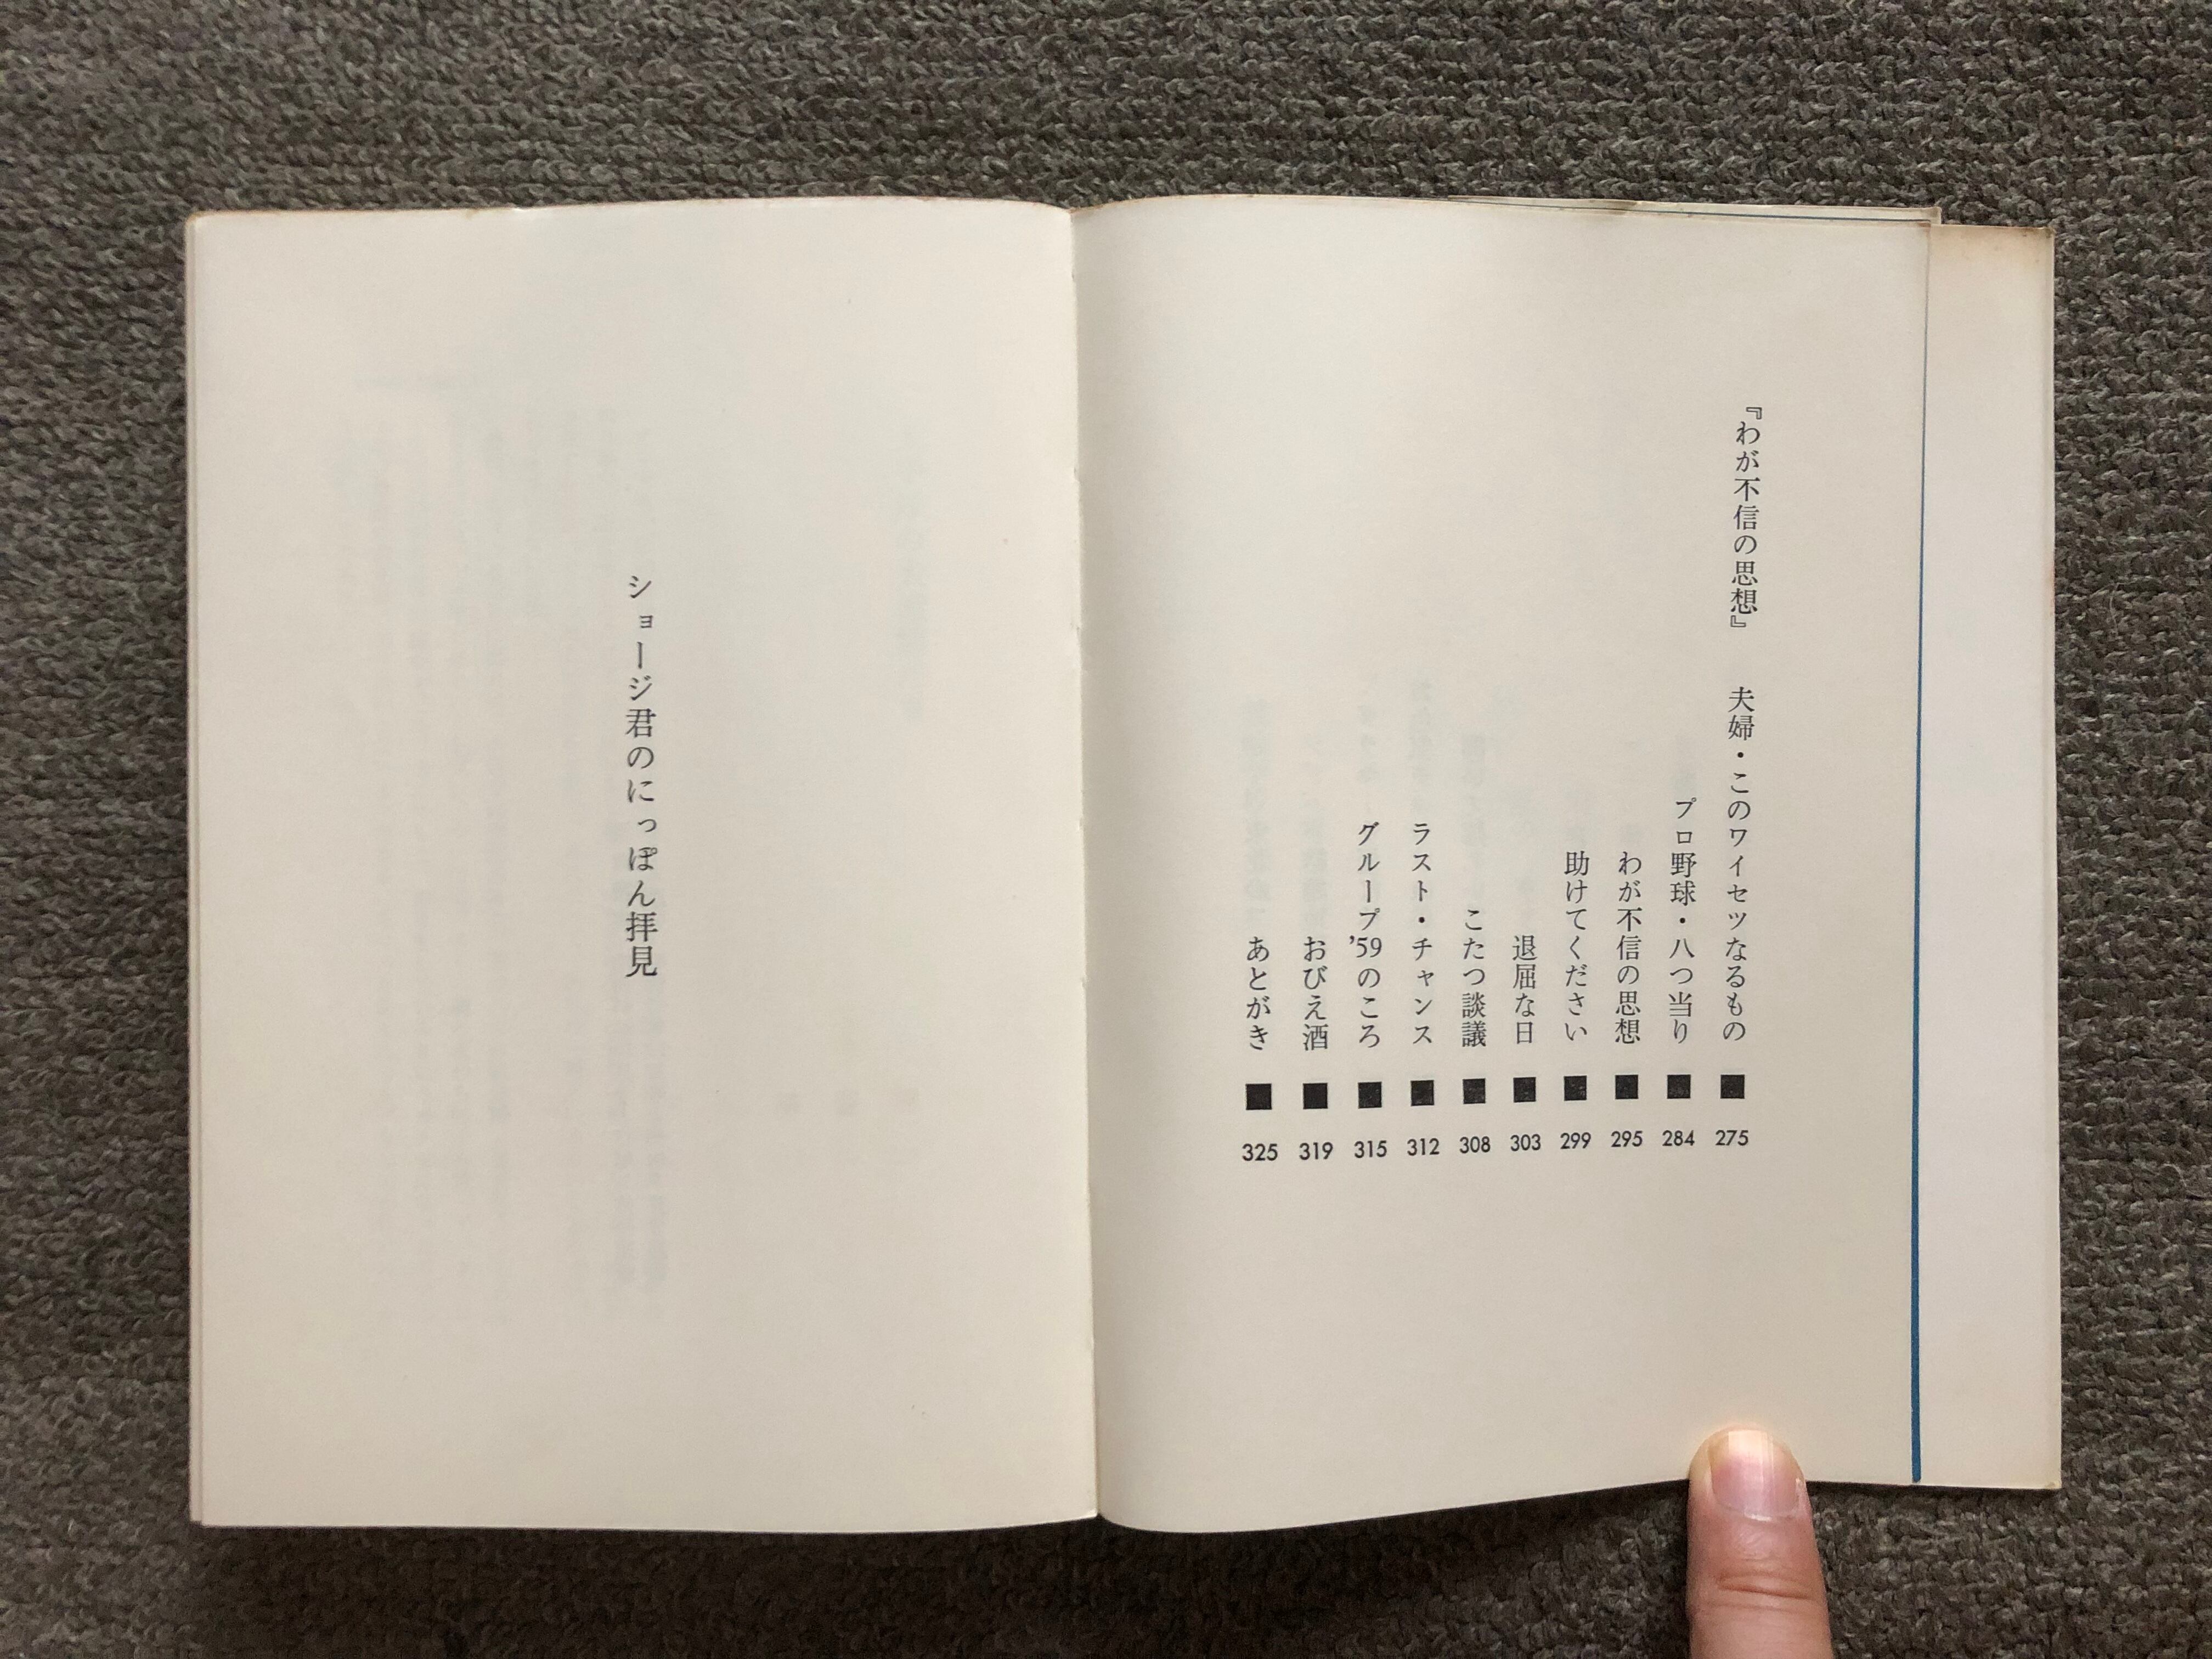 『わが不信の思想』 夫婦・このワイセツなるもの ■ 275
プロ野球・八つ当り ■ 284
わが不信の思想 ■ 295
助けてください ■ 299
退屈な日 ■ 303
こたつ談議 ■ 308
ラスト・チャンス ■ 312
グループ'59のころ ■ 315
おびえ酒 ■ 319
あとがき ■ 325
ショージ君のにっぽん拝見